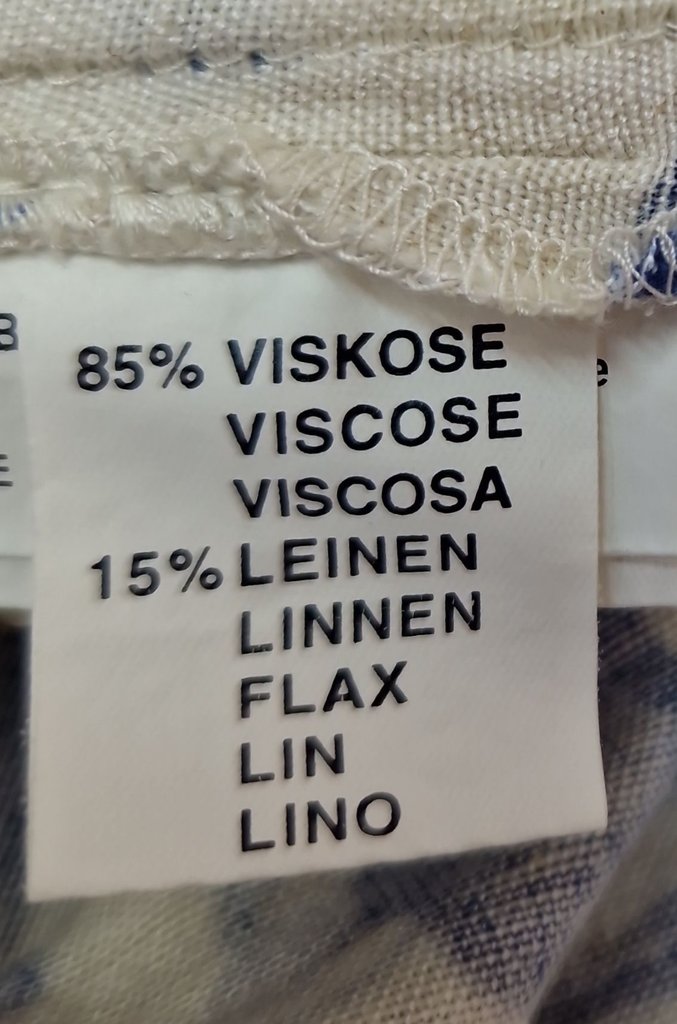 85% VISKOSE
VISCOSE
VISCOSA
15% LEINEN
LINNEN
FLAX
LIN
LINO